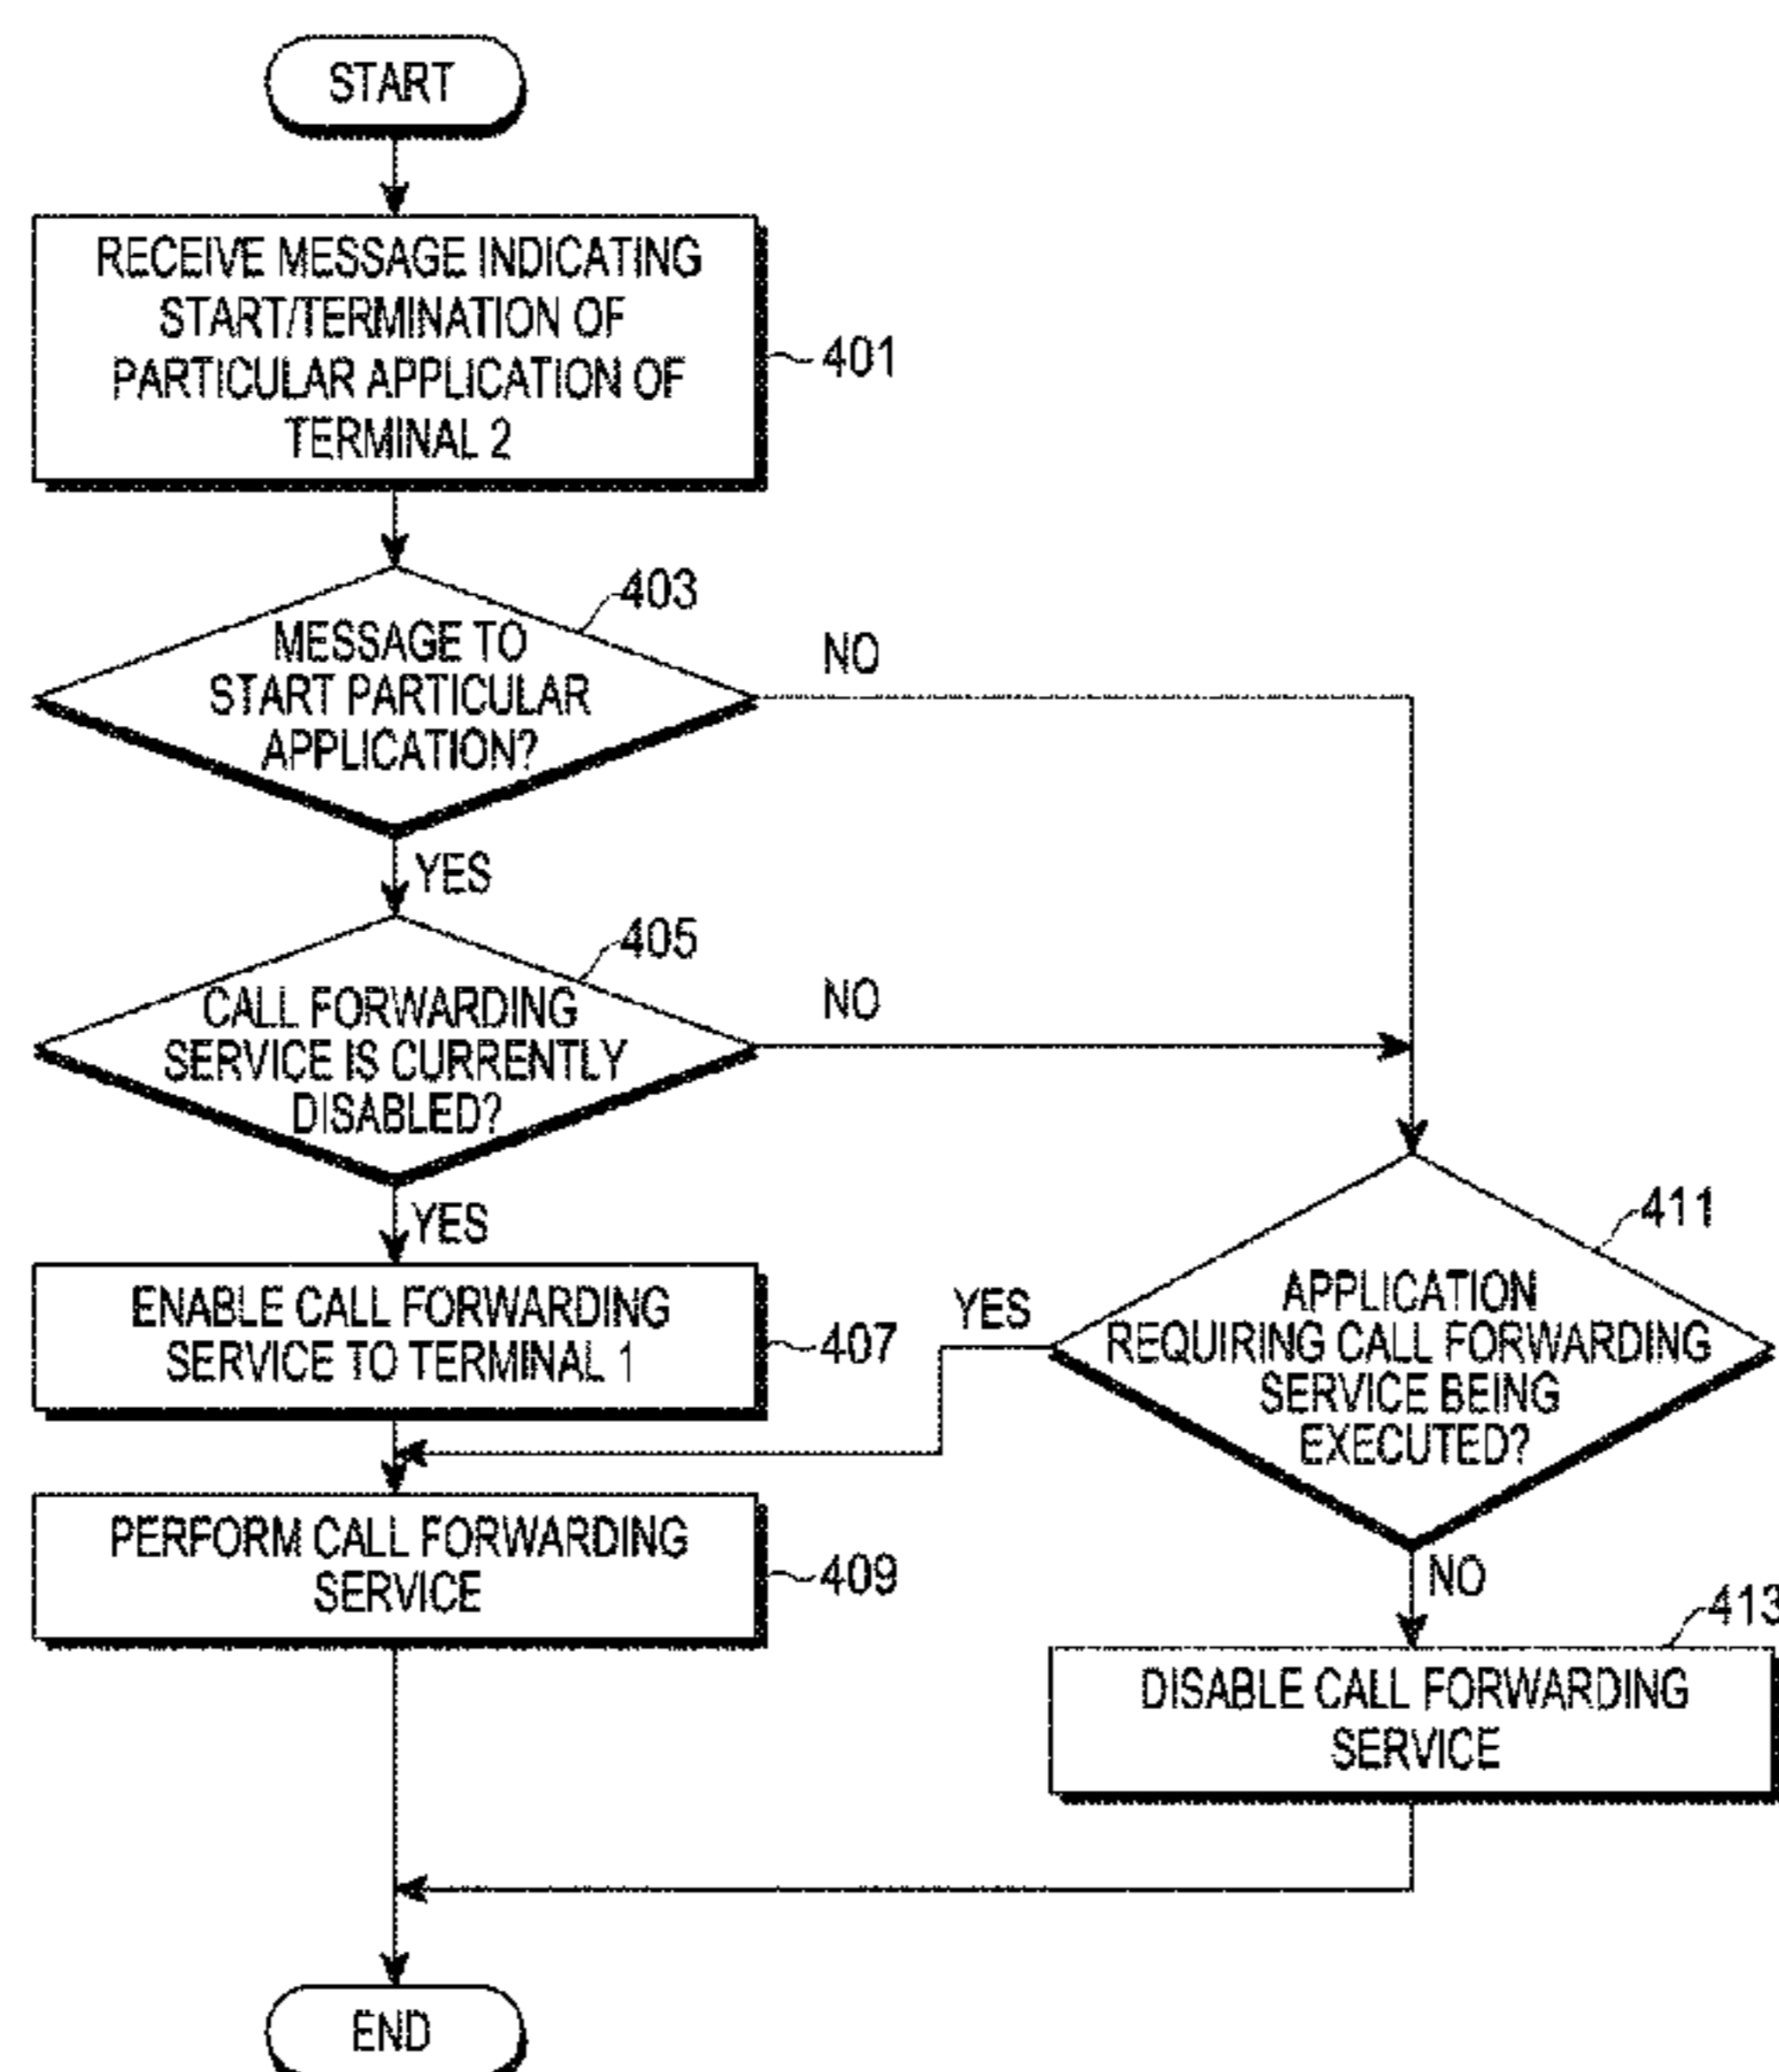 START
RECEIVE MESSAGE INDICATING
START/TERMINATION OF
PARTICULAR APPLICATION OF
TERMINAL 2
401
403
MESSAGE TO
START PARTICULAR
APPLICATION?
NO
YES
405
CALL FORWARDING
SERVICE IS CURRENTLY
DISABLED?
NO
YES
ENABLE CALL FORWARDING
SERVICE TO TERMINAL 1
407
411
APPLICATION
REQUIRING CALL FORWARDING
SERVICE BEING
EXECUTED?
YES
NO
PERFORM CALL FORWARDING
SERVICE
409
413
DISABLE CALL FORWARDING
SERVICE
END